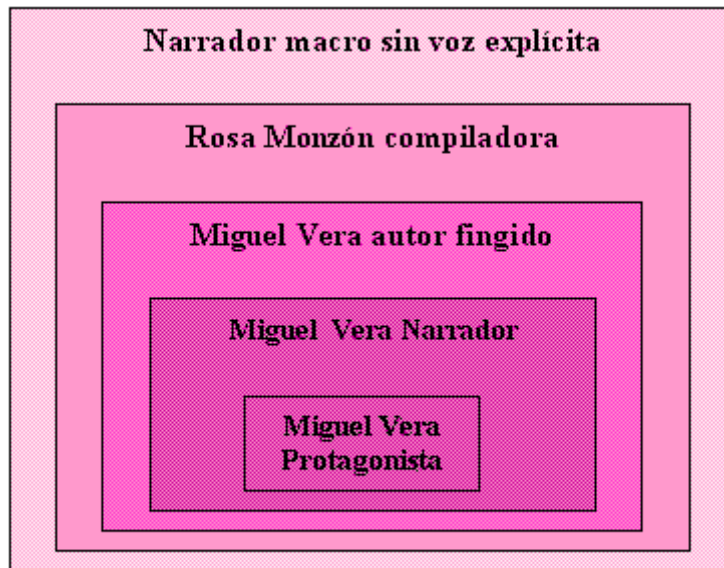 Narrador macro sin voz explícita
Rosa Monzón compiladora
Miguel Vera autor fingido
Miguel Vera Narrador
Miguel Vera
Protagonista